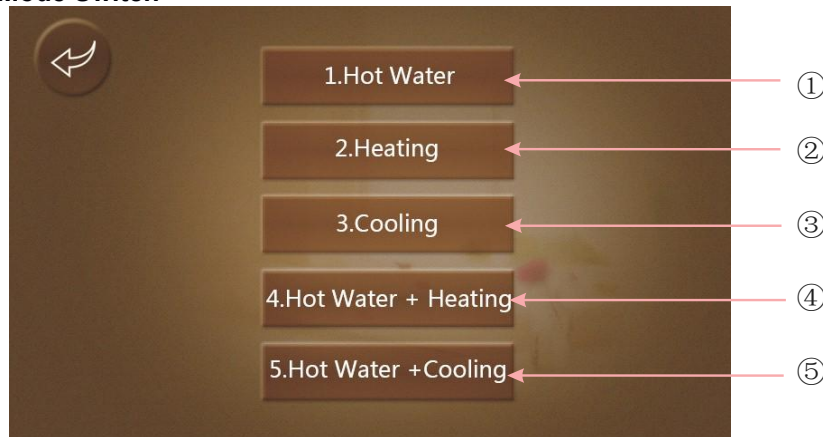 1.Hot Water
①
2.Heating
②
3.Cooling
③
4.Hot Water + Heating
④
5.Hot Water +Cooling
⑤